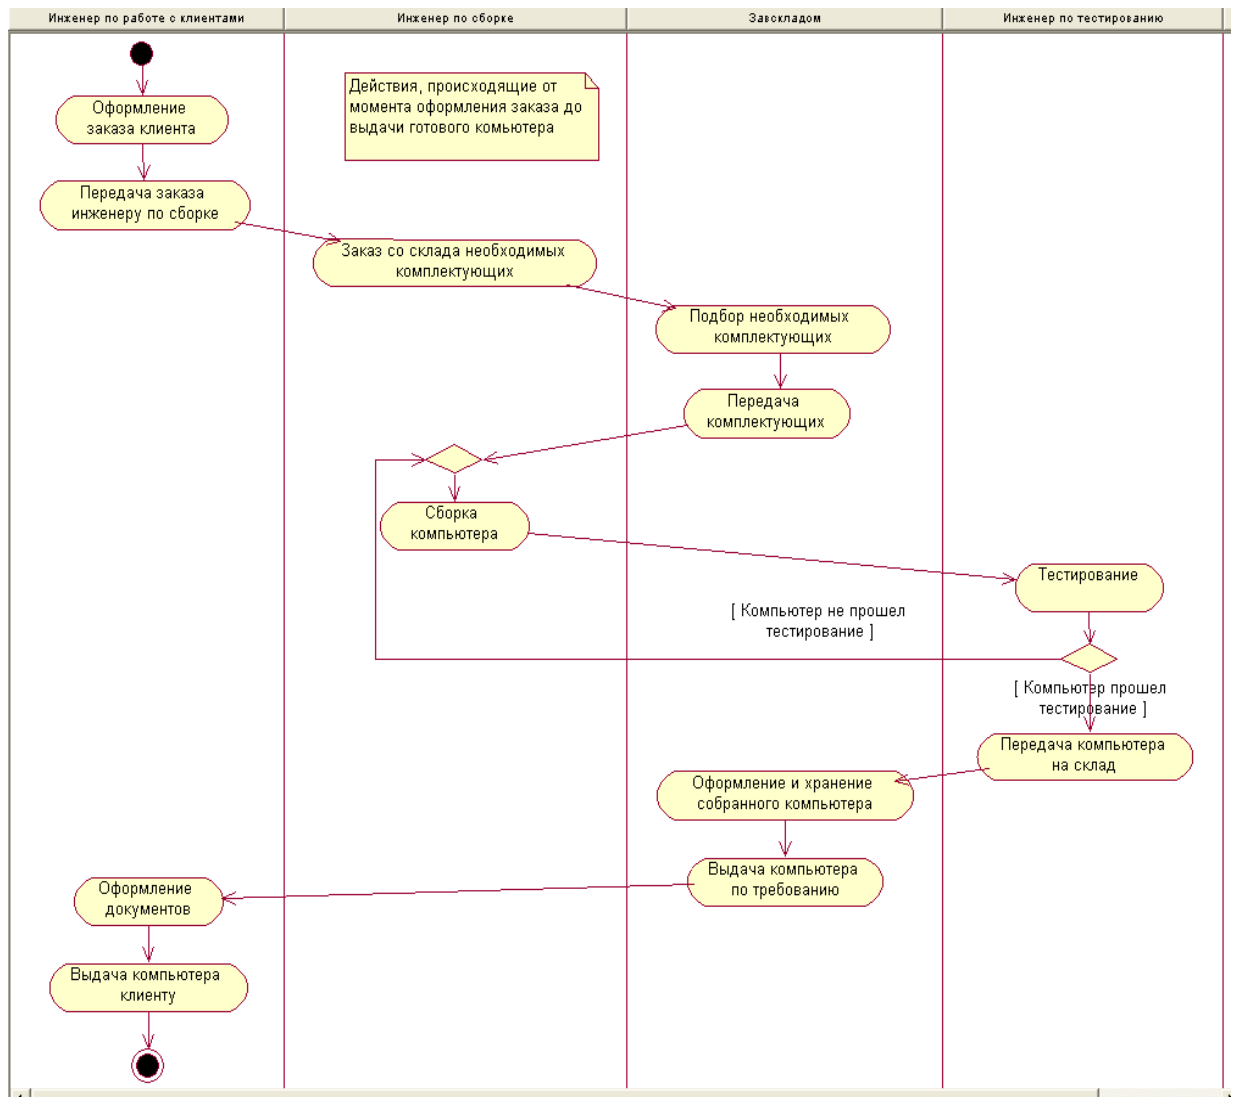 Инженер по работе с клиентами
Инженер по сборке
Завскладом
Инженер по тестированию
Действия, происходящие от
момента оформления заказа до
выдачи готового комьютера
Оформление
заказа клиента
Передача заказа
инженеру по сборке
Заказ со склада необходимых
комплектующих
Подбор необходимых
комплектующих
Передача
комплектующих
Сборка
компьютера
Тестирование
[ Компьютер не прошел
тестирование ]
[ Компьютер прошел
тестирование ]
Передача компьютера
на склад
Оформление и хранение
собранного компьютера
Выдача компьютера
по требованию
Оформление
документов
Выдача компьютера
клиенту